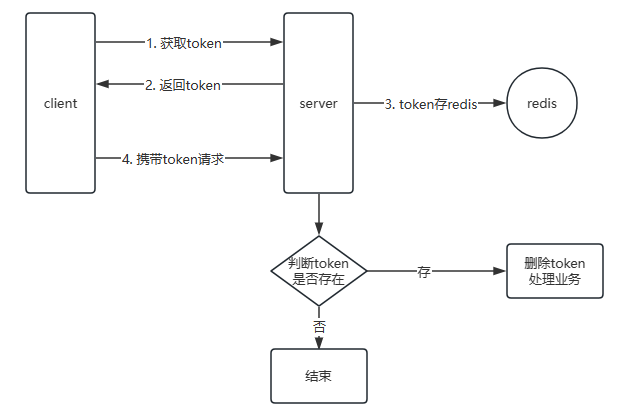 1. 获取token
2. 返回token
client
server
3. token存redis
redis
4. 携带token请求
判断token
是否存在
存
删除token
处理业务
否
结束